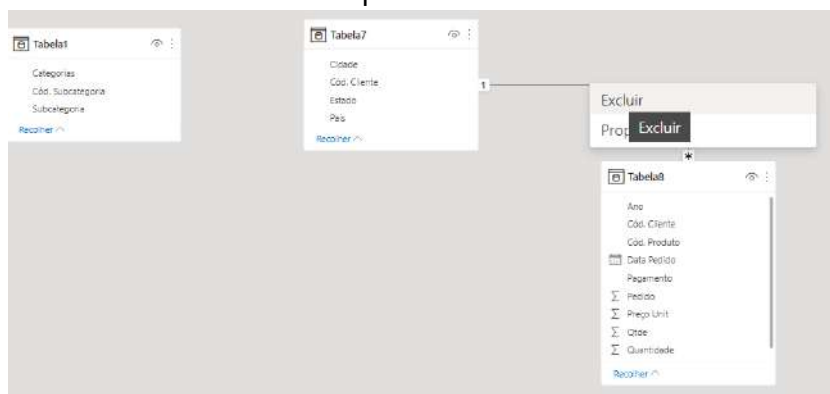 Tabela1
Categorias
Cód. Subcategoria
Subcategoria
Recolher
Tabela7
Cidade
Cód. Cliente
Estado
País
Recolher
1
Excluir
Prop
Excluir
*
Tabela8
Ano
Cód. Cliente
Cód. Produto
Data Pedido
Pagamento
Σ Pedido
Σ Preço Unit
Σ Qtde
Σ Quantidade
Recolher